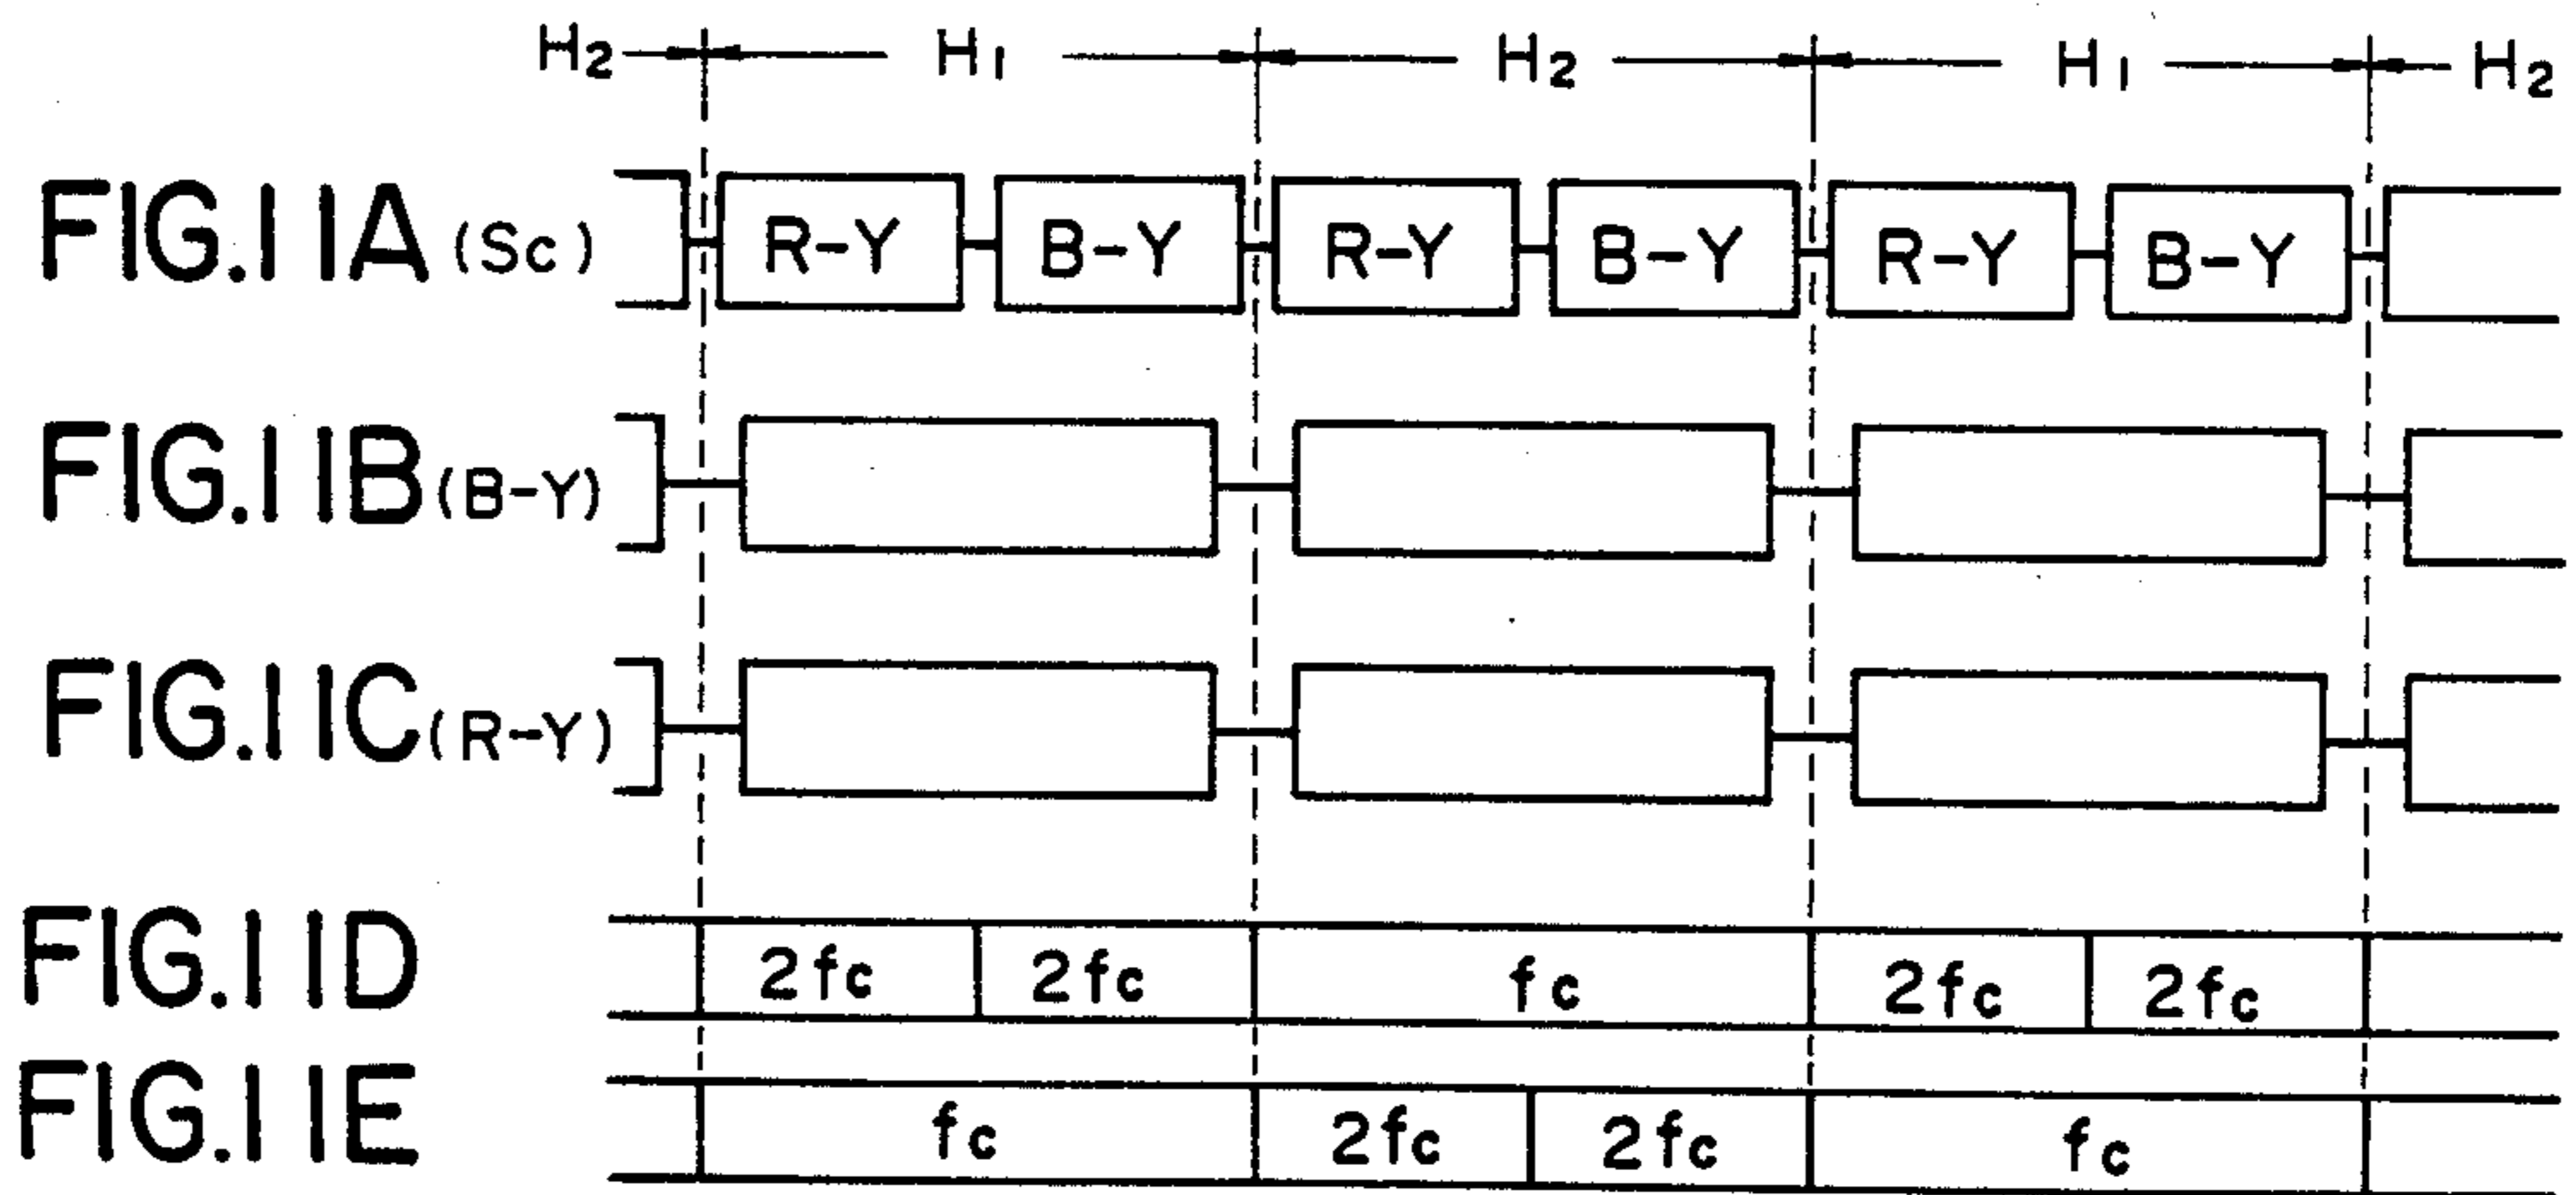 H2 H1 H2 H1 H2
FIG.11A (Sc) R-Y B-Y R-Y B-Y R-Y B-Y
FIG.11B (B-Y)
FIG.11C (R-Y)
FIG.11D 2fc 2fc fc 2fc 2fc
FIG.11E fc 2fc 2fc fc